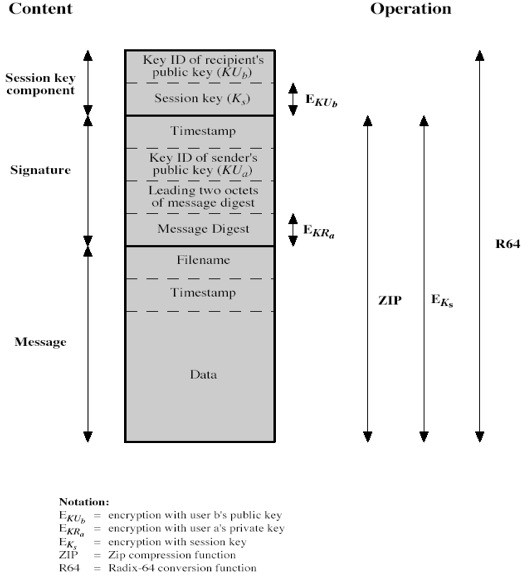 Content
Operation
Session key
component
Key ID of recipient's
public key (KUb)
Session key (Ks)
EKUb
Signature
Timestamp
Key ID of sender's
public key (KUa)
Leading two octets
of message digest
Message Digest
EKRa
R64
Message
Filename
Timestamp
Data
ZIP
EKs
Notation:
EKUb = encryption with user b's public key
EKRa = encryption with user a's private key
EKs = encryption with session key
ZIP = Zip compression function
R64 = Radix-64 conversion function